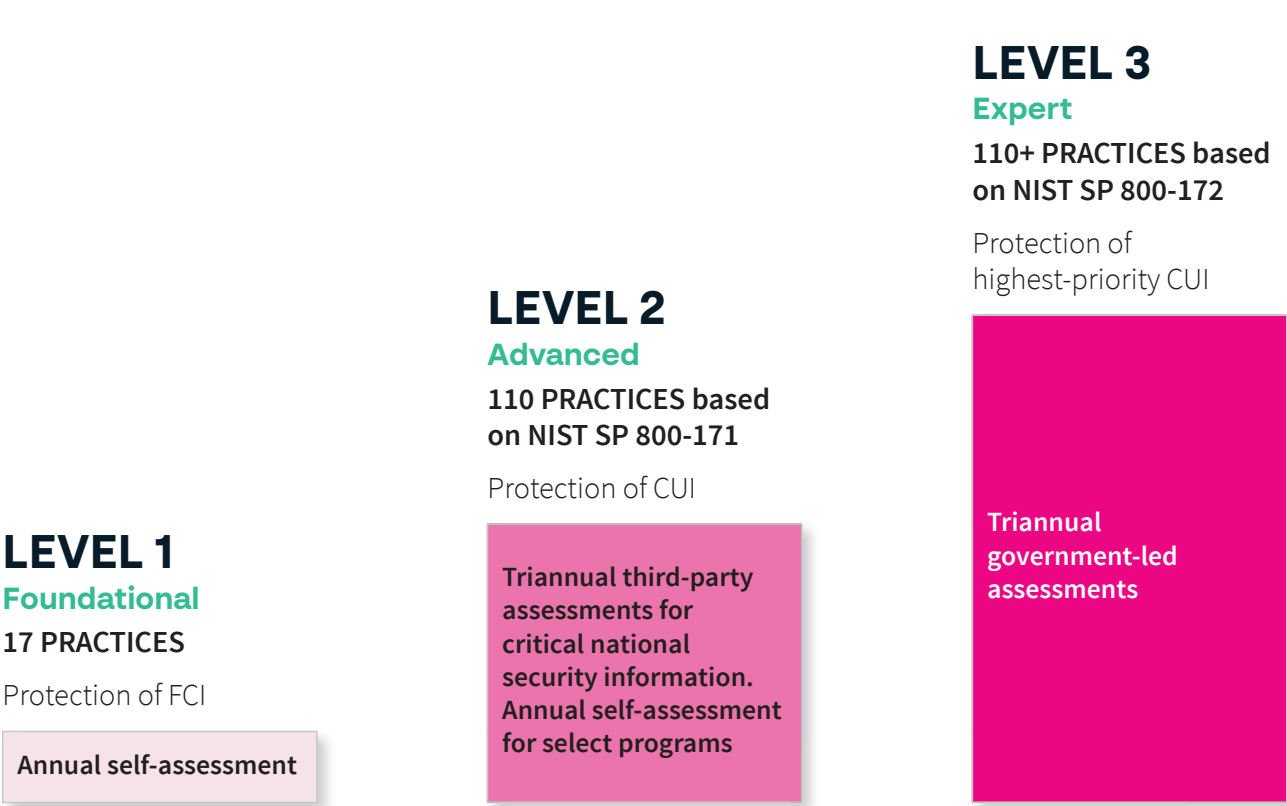 LEVEL 1
Foundational
17 PRACTICES
Protection of FCI
Annual self-assessment
LEVEL 2
Advanced
110 PRACTICES based
on NIST SP 800-171
Protection of CUI
Triannual third-party
assessments for
critical national
security information.
Annual self-assessment
for select programs
LEVEL 3
Expert
110+ PRACTICES based
on NIST SP 800-172
Protection of
highest-priority CUI
Triannual
government-led
assessments